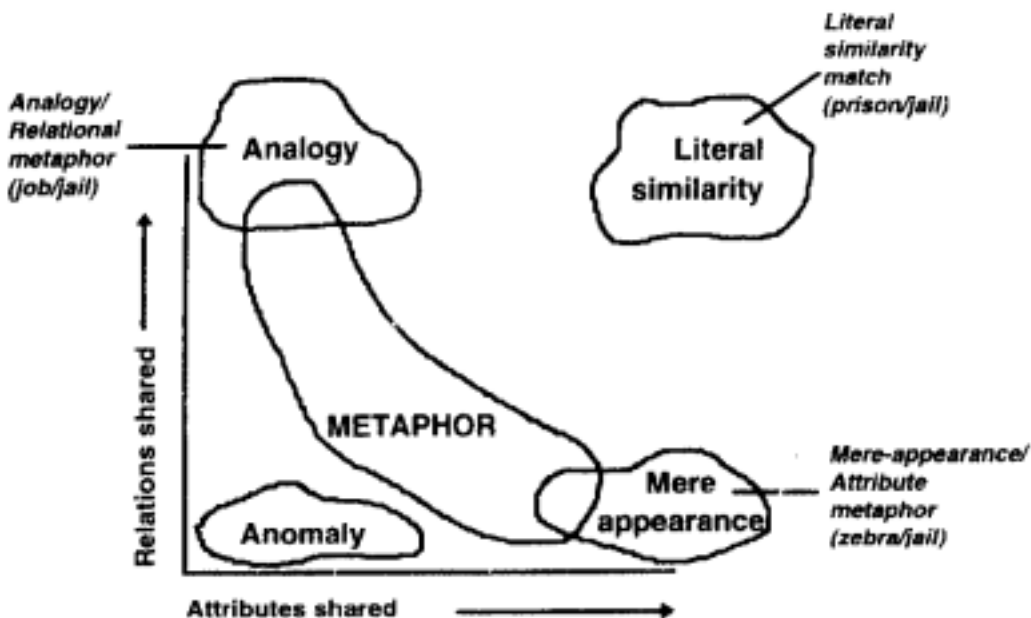 Literal
similarity
match
(prison/jail)
Analogy/
Relational
metaphor
(job/jail)
Analogy
Literal
similarity
Relations shared
METAPHOR
Mere
appearance
Mere-appearance/
Attribute
metaphor
(zebra/jail)
Anomaly
Attributes shared